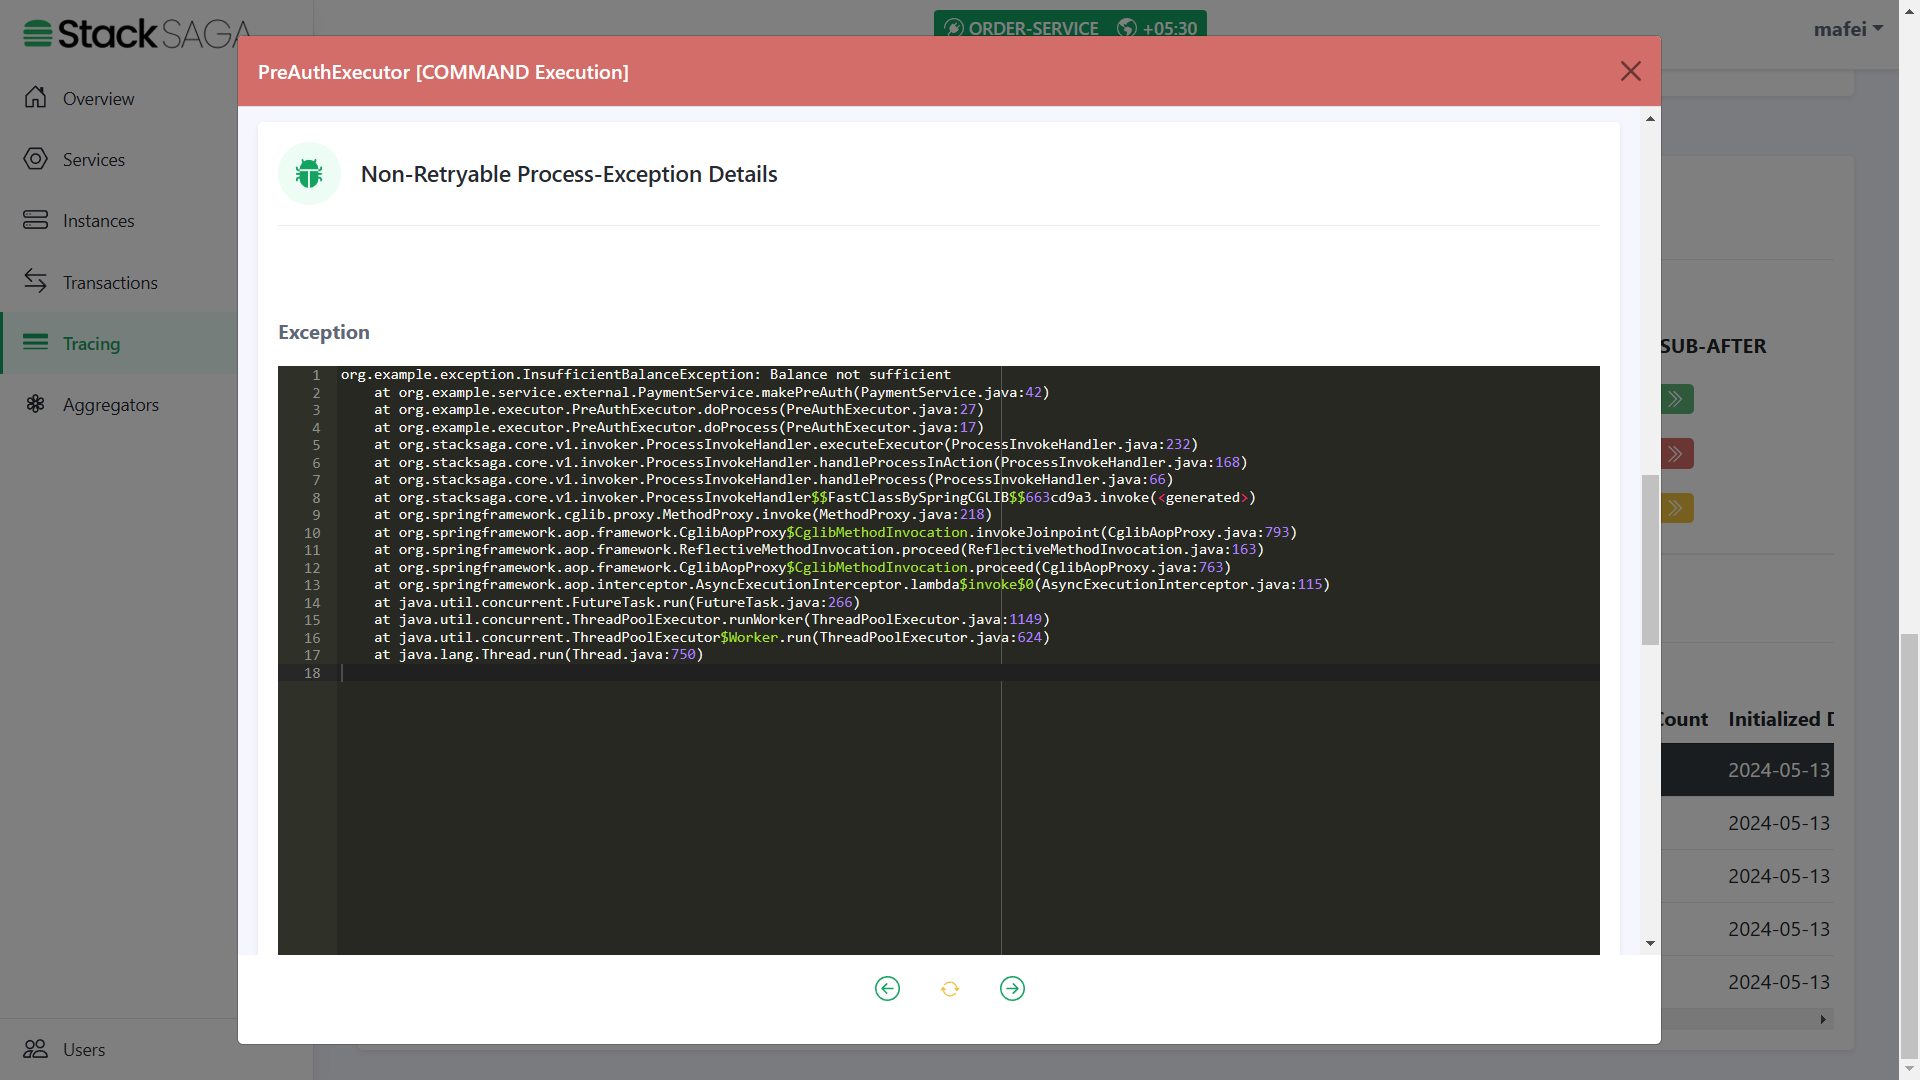 StackSAGA
ORDER-SERVICE +05:30
mafei
Overview
Services
Instances
Transactions
Tracing
Aggregators
Users
PreAuthExecutor [COMMAND Execution]
Non-Retryable Process-Exception Details
Exception
1 org.example.exception.InsufficientBalanceException: Balance not sufficient
2 at org.example.service.external.PaymentService.makePreAuth(PaymentService.java:42)
3 at org.example.executor.PreAuthExecutor.doProcess(PreAuthExecutor.java:27)
4 at org.example.executor.PreAuthExecutor.doProcess(PreAuthExecutor.java:17)
5 at org.stacksaga.core.v1.invoker.ProcessInvokeHandler.executeExecutor(ProcessInvokeHandler.java:232)
6 at org.stacksaga.core.v1.invoker.ProcessInvokeHandler.handleProcessInAction(ProcessInvokeHandler.java:168)
7 at org.stacksaga.core.v1.invoker.ProcessInvokeHandler.handleProcess(ProcessInvokeHandler.java:66)
8 at org.stacksaga.core.v1.invoker.ProcessInvokeHandler$$FastClassBySpringCGLIB$$663cd9a3.invoke(<generated>)
9 at org.springframework.cglib.proxy.MethodProxy.invoke(MethodProxy.java:218)
10 at org.springframework.aop.framework.CglibAopProxy$CglibMethodInvocation.invokeJoinpoint(CglibAopProxy.java:793)
11 at org.springframework.aop.framework.ReflectiveMethodInvocation.proceed(ReflectiveMethodInvocation.java:163)
12 at org.springframework.aop.framework.CglibAopProxy$CglibMethodInvocation.proceed(CglibAopProxy.java:763)
13 at org.springframework.aop.interceptor.AsyncExecutionInterceptor.lambda$invoke$0(AsyncExecutionInterceptor.java:115)
14 at java.util.concurrent.FutureTask.run(FutureTask.java:266)
15 at java.util.concurrent.ThreadPoolExecutor.runWorker(ThreadPoolExecutor.java:1149)
16 at java.util.concurrent.ThreadPoolExecutor$Worker.run(ThreadPoolExecutor.java:624)
17 at java.lang.Thread.run(Thread.java:750)
18
SUB-AFTER
Count Initialized D
2024-05-13
2024-05-13
2024-05-13
2024-05-13
2024-05-13